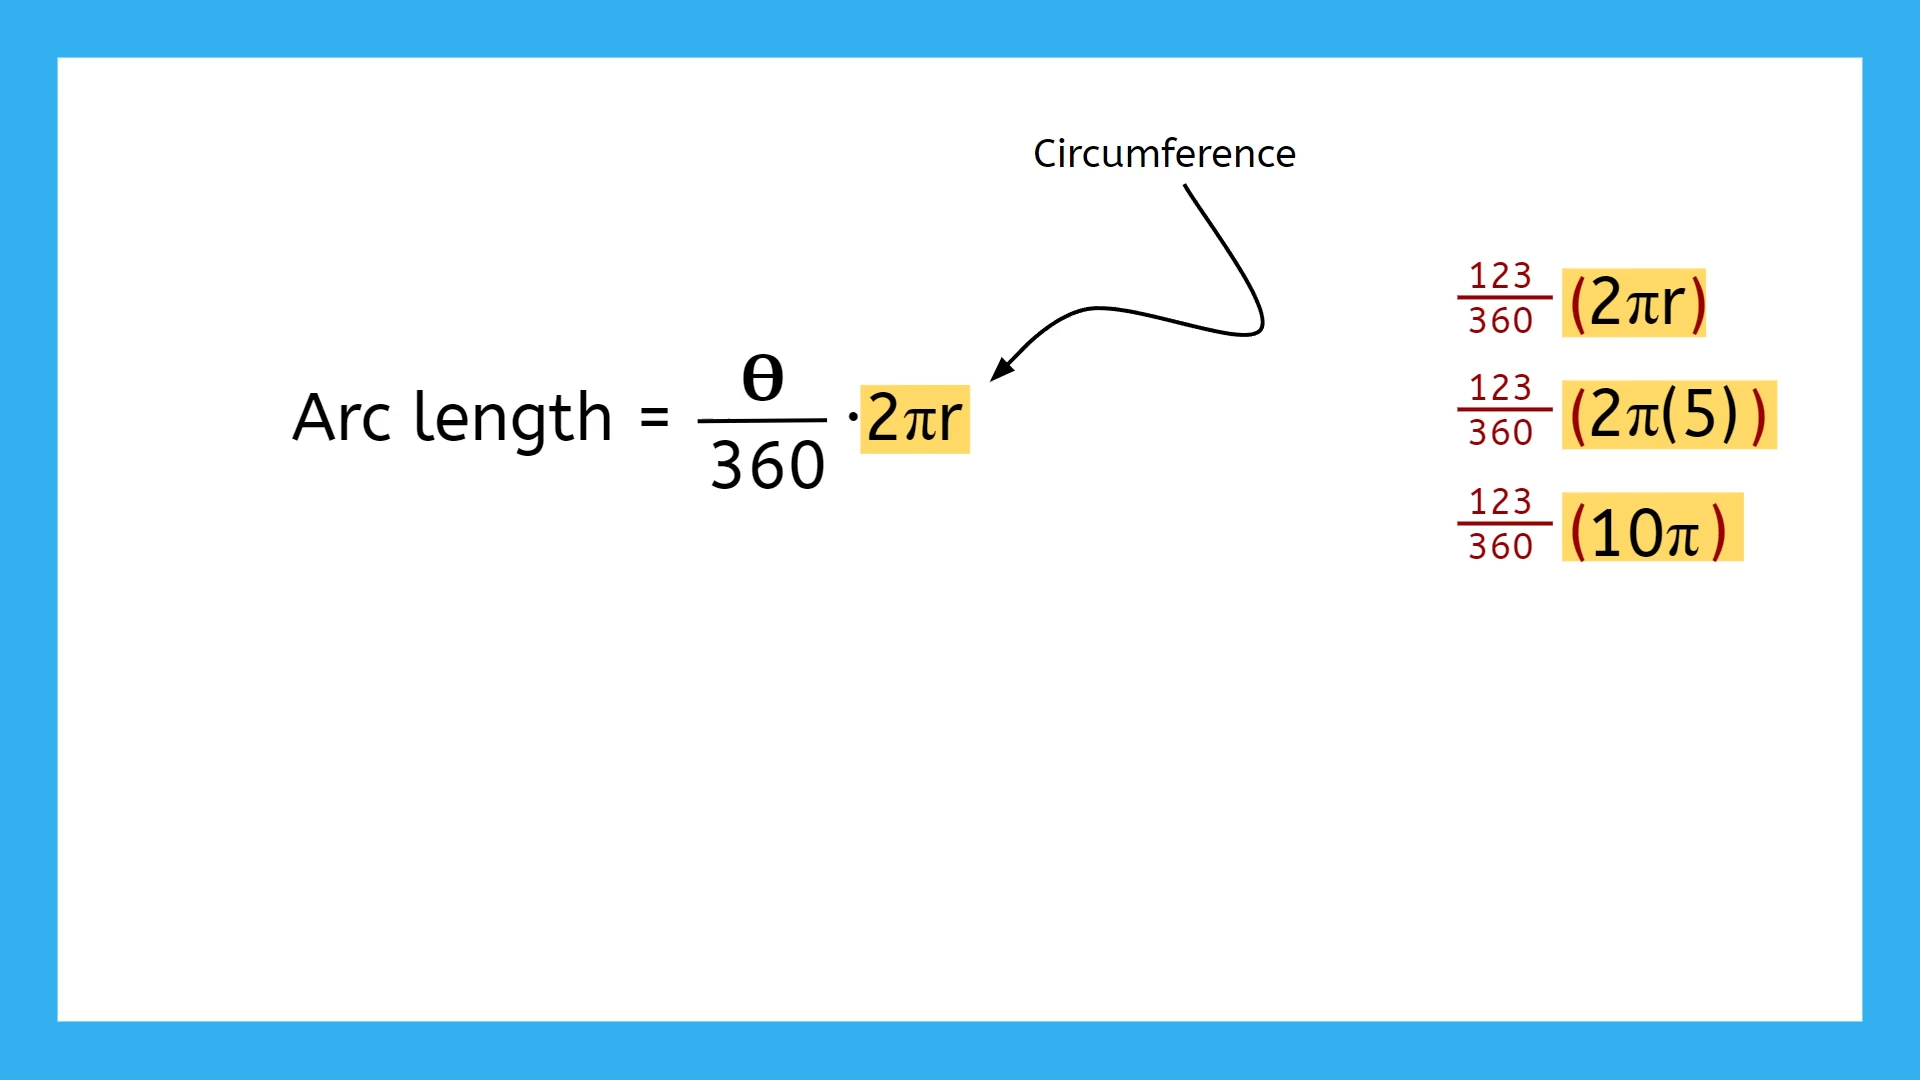 Circumference
Arc length = θ/360 ·2πr
123/360 (2πr)
123/360 (2π(5))
123/360 (10π)